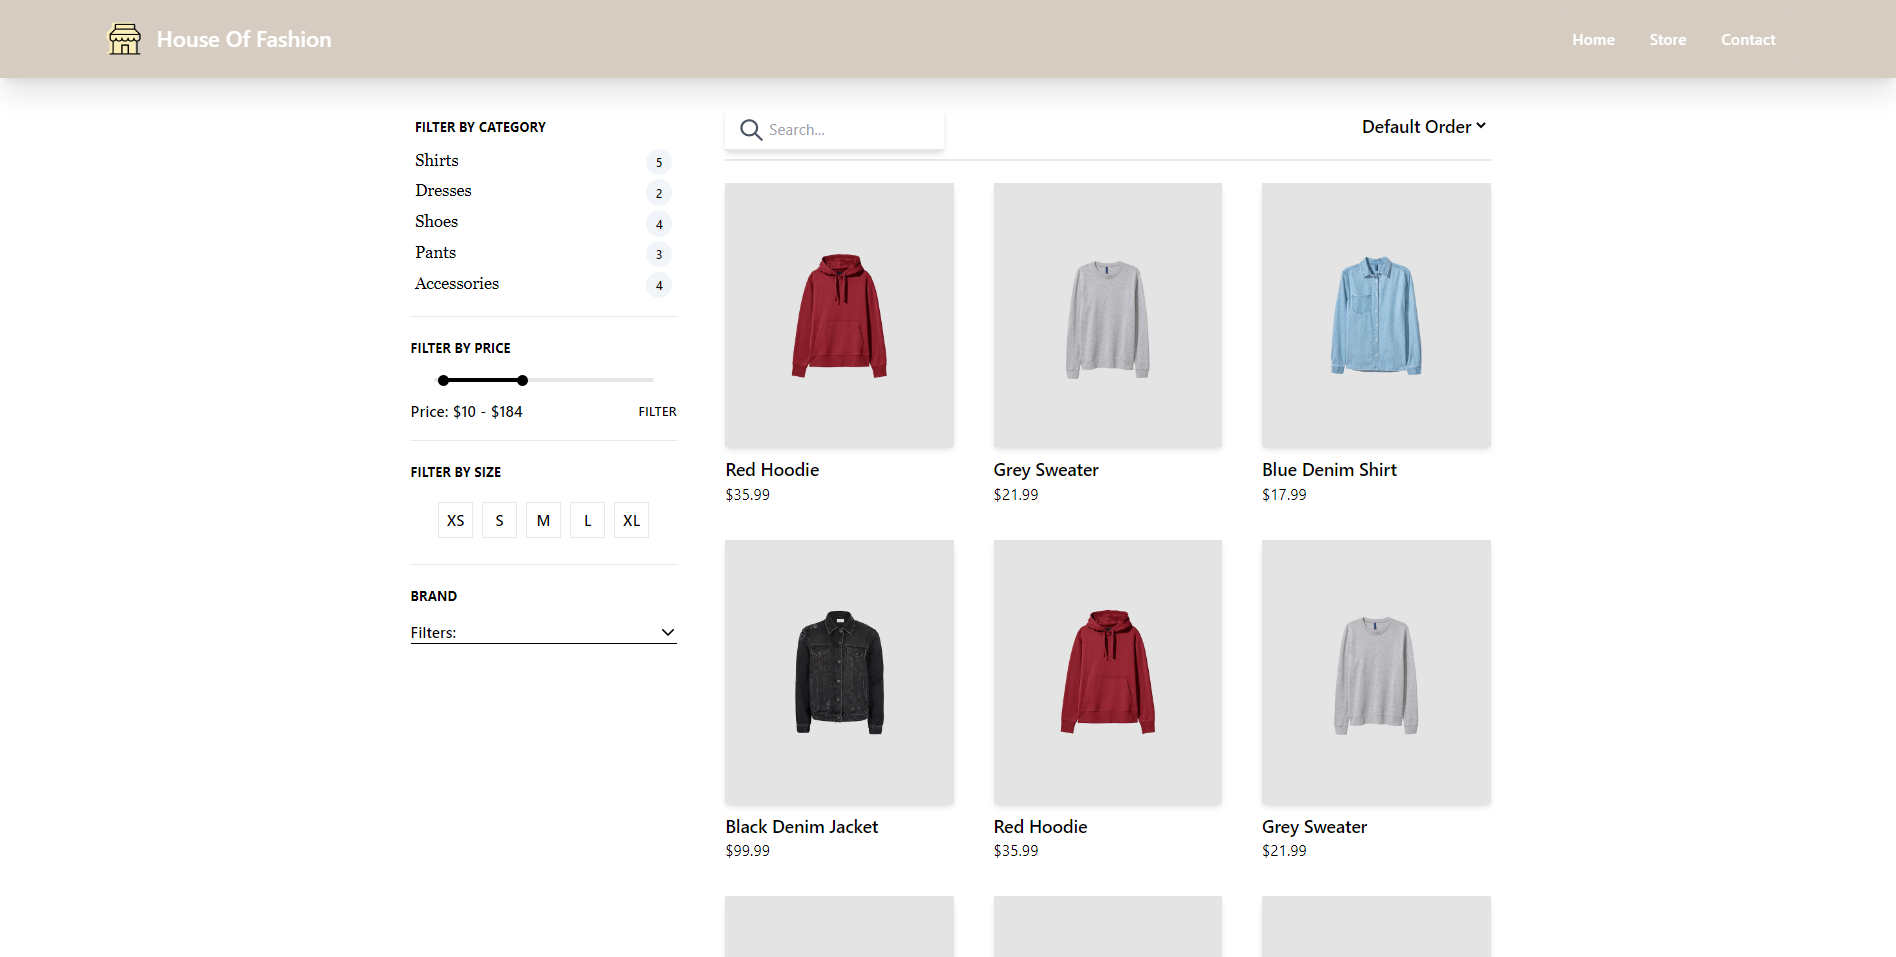 House Of Fashion
Home Store Contact
FILTER BY CATEGORY
Shirts 5
Dresses 2
Shoes 4
Pants 3
Accessories 4
FILTER BY PRICE
Price: $10 - $184 FILTER
FILTER BY SIZE
XS S M L XL
BRAND
Filters:
Search...
Default Order
Red Hoodie
$35.99
Grey Sweater
$21.99
Blue Denim Shirt
$17.99
Black Denim Jacket
$99.99
Red Hoodie
$35.99
Grey Sweater
$21.99